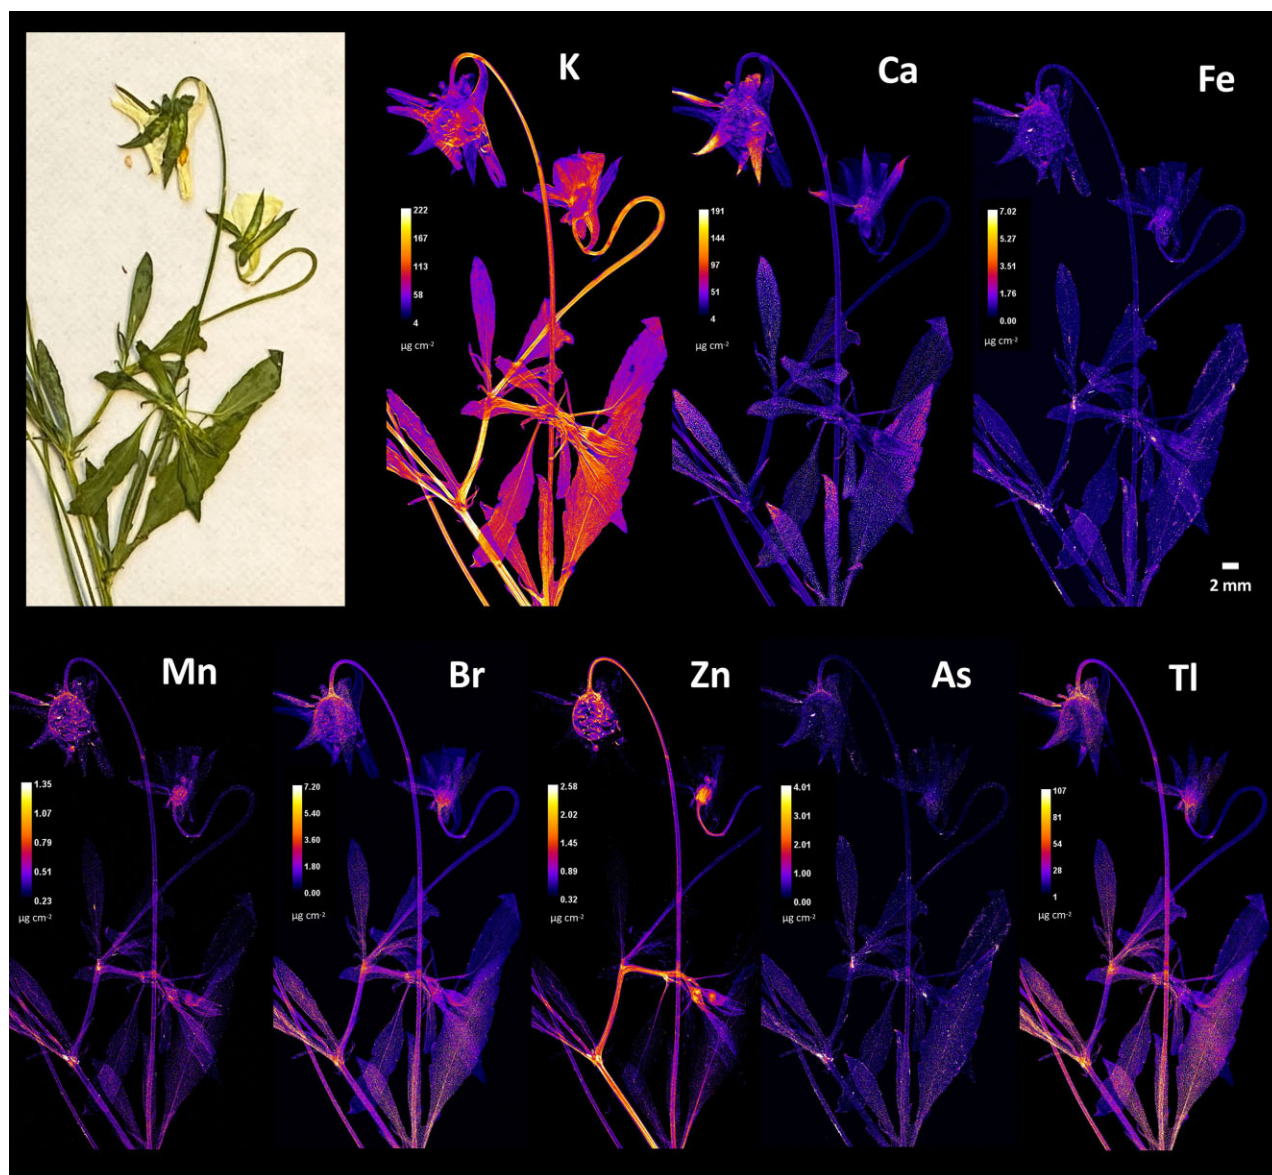 K
Ca
Fe
222
167
113
58
4
µg cm-2
191
144
97
51
4
µg cm-2
7.02
5.27
3.51
1.76
0.00
µg cm-2
2 mm
Mn
Br
Zn
As
Tl
1.35
1.07
0.79
0.51
0.23
µg cm-2
7.20
5.40
3.60
1.80
0.00
µg cm-2
2.58
2.02
1.45
0.89
0.32
µg cm-2
4.01
3.01
2.01
1.00
0.00
µg cm-2
107
81
54
28
1
µg cm-2